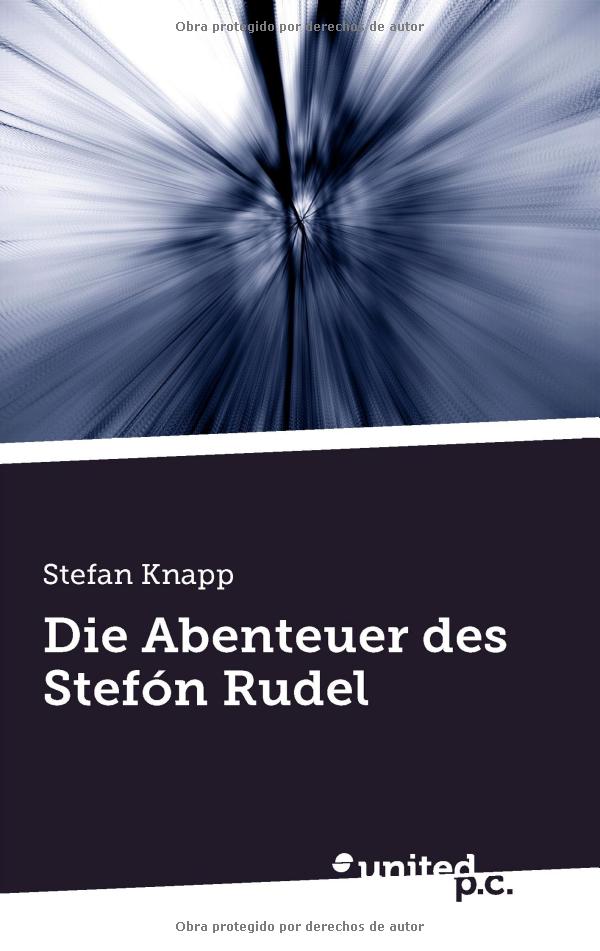 Obra protegido por derechos de autor
Stefan Knapp
Die Abenteuer des
Stefón Rudel
united
p.c.
Obra protegido por derechos de autor